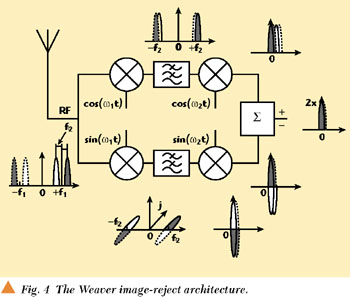 −f₂ 0 +f₂
0
RF
cos(ω₁t) cos(ω₂t)
f₂
sin(ω₁t) sin(ω₂t)
Σ + −
2x
0
−f₁ 0 +f₁
−f₂ j f₂
0
0
Fig. 4 The Weaver image-reject architecture.